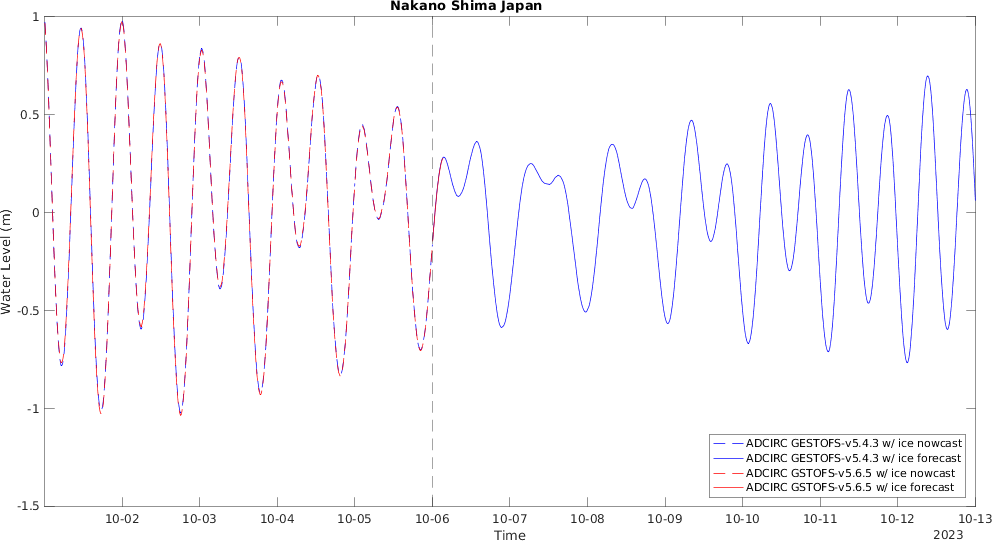 Nakano Shima Japan
1
0.5
0
-0.5
-1
-1.5
Water Level (m)
ADCIRC GESTOFS-v5.4.3 w/ ice nowcast
ADCIRC GESTOFS-v5.4.3 w/ ice forecast
ADCIRC GSTOFS-v5.6.5 w/ ice nowcast
ADCIRC GSTOFS-v5.6.5 w/ ice forecast
10-02 10-03 10-04 10-05 10-06 10-07 10-08 10-09 10-10 10-11 10-12 10-13
Time
2023